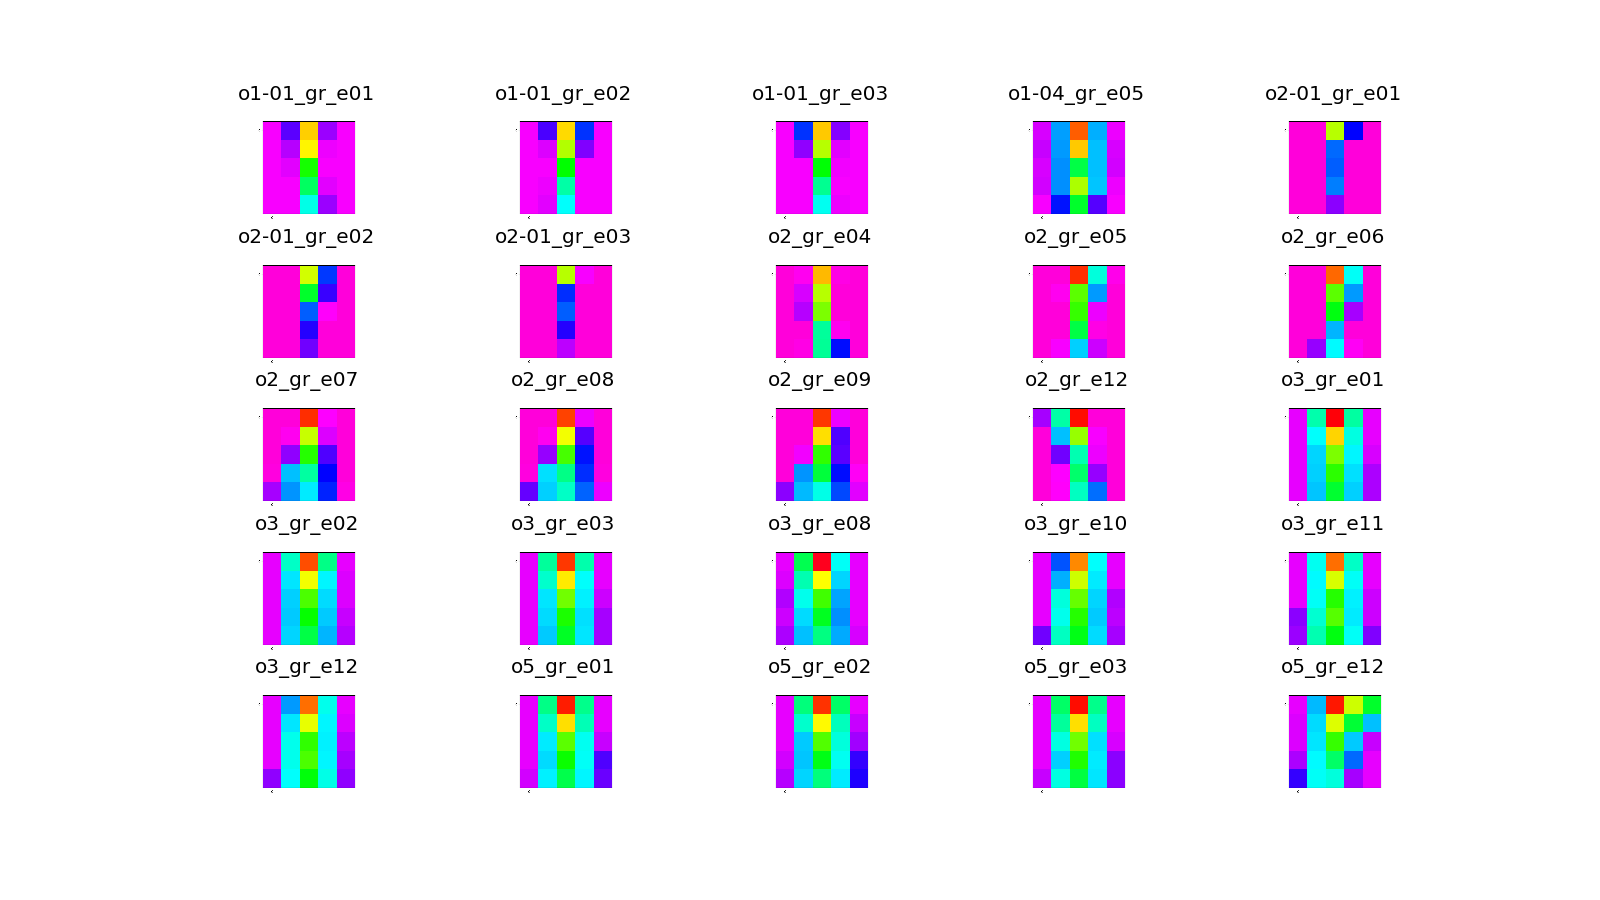 o1-01_gr_e01 o1-01_gr_e02 o1-01_gr_e03 o1-04_gr_e05 o2-01_gr_e01
o2-01_gr_e02 o2-01_gr_e03 o2_gr_e04 o2_gr_e05 o2_gr_e06
o2_gr_e07 o2_gr_e08 o2_gr_e09 o2_gr_e12 o3_gr_e01
o3_gr_e02 o3_gr_e03 o3_gr_e08 o3_gr_e10 o3_gr_e11
o3_gr_e12 o5_gr_e01 o5_gr_e02 o5_gr_e03 o5_gr_e12